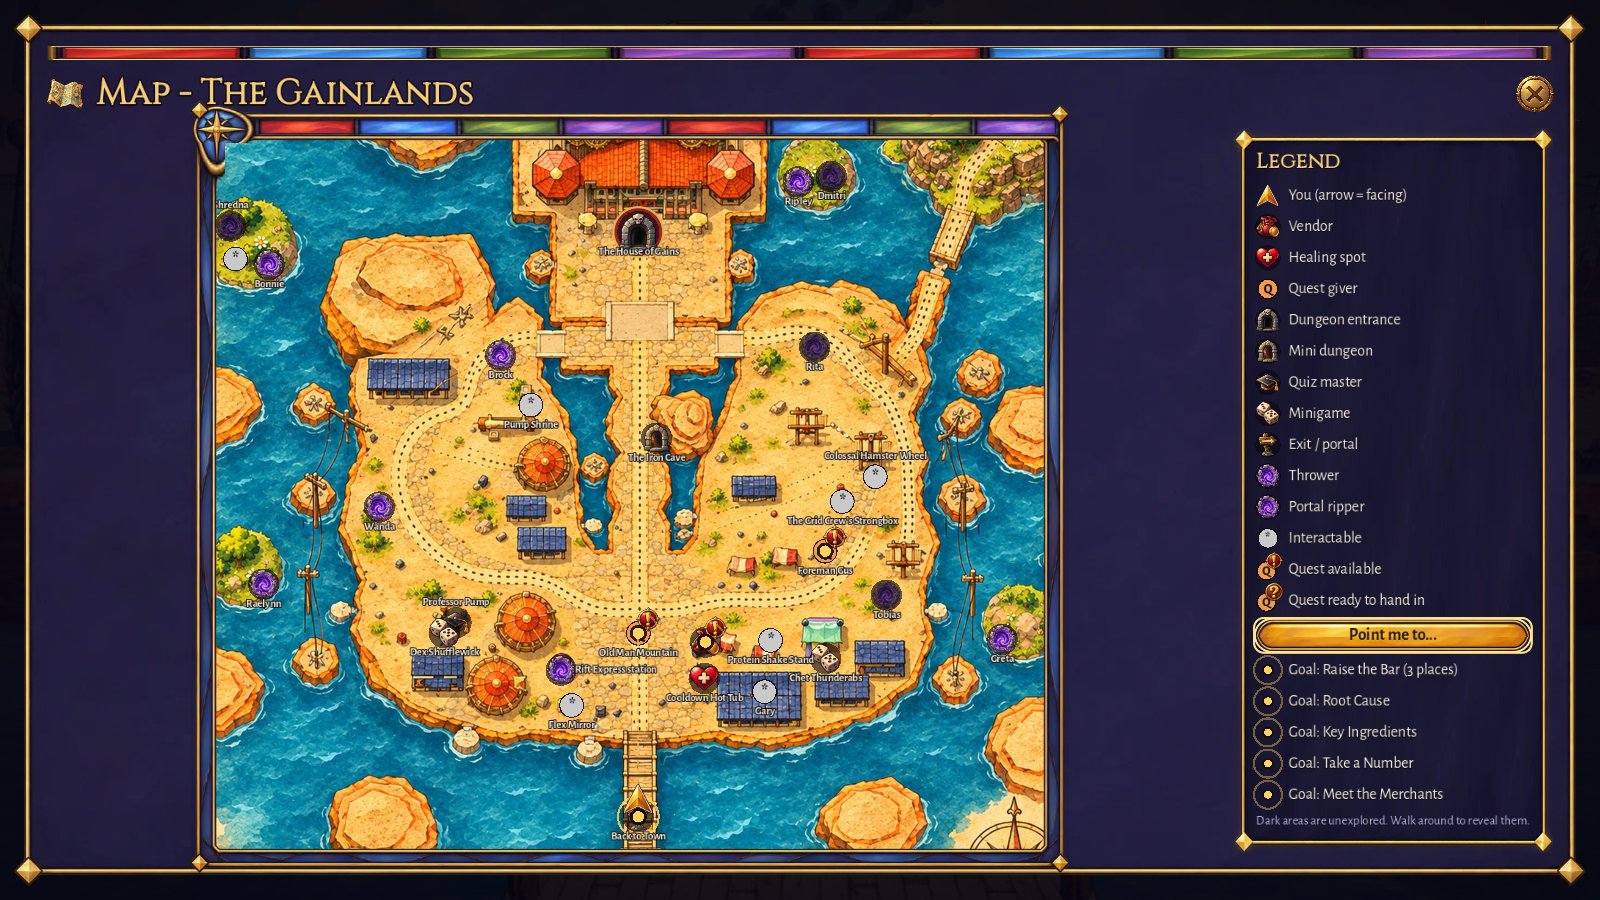 Map - The Gainlands
Legend
You (arrow = facing)
Vendor
Healing spot
Quest giver
Dungeon entrance
Mini dungeon
Quiz master
Minigame
Exit / portal
Thrower
Portal ripper
Interactable
Quest available
Quest ready to hand in
Point me to...
Goal: Raise the Bar (3 places)
Goal: Root Cause
Goal: Key Ingredients
Goal: Take a Number
Goal: Meet the Merchants
Dark areas are unexplored. Walk around to reveal them.
Shredna
Bonnie
Ripley
Dmitri
The House of Gains
Brock
Rita
Pump Shrine
The Iron Cave
Colossal Hamster Wheel
Wanda
The Grid Crew's Strongbox
Foreman Gus
Raelynn
Professor Pump
Tobias
Dex Shufflewick
Old Man Mountain
Protein Shake Stand
Greta
Rift Express station
Chet Thunderabs
Cooldown Hot Tub
Gary
Flex Mirror
Back to Town